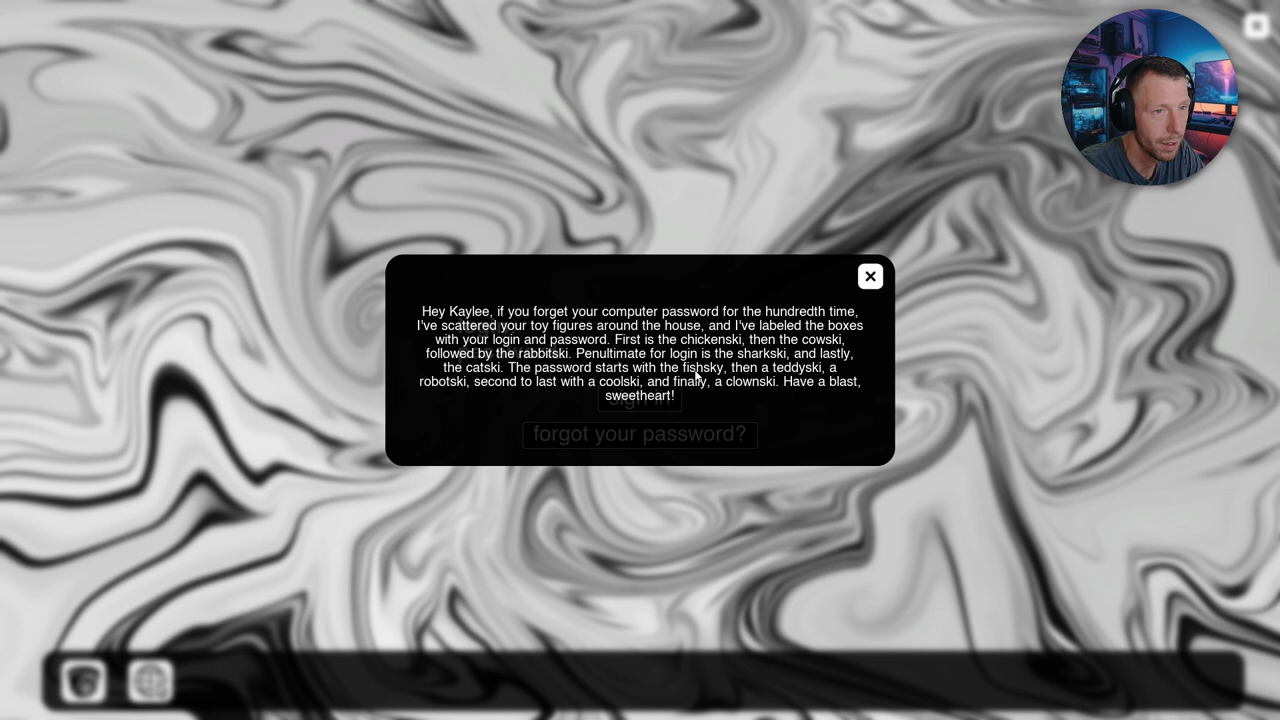 Hey Kaylee, if you forget your computer password for the hundredth time,
I've scattered your toy figures around the house, and I've labeled the boxes
with your login and password. First is the chickenski, then the cowski,
followed by the rabbitski. Penultimate for login is the sharkski, and lastly,
the catski. The password starts with the fishsky, then a teddyski, a
robotski, second to last with a coolski, and finally, a clownski. Have a blast,
sweetheart!
sign in
forgot your password?